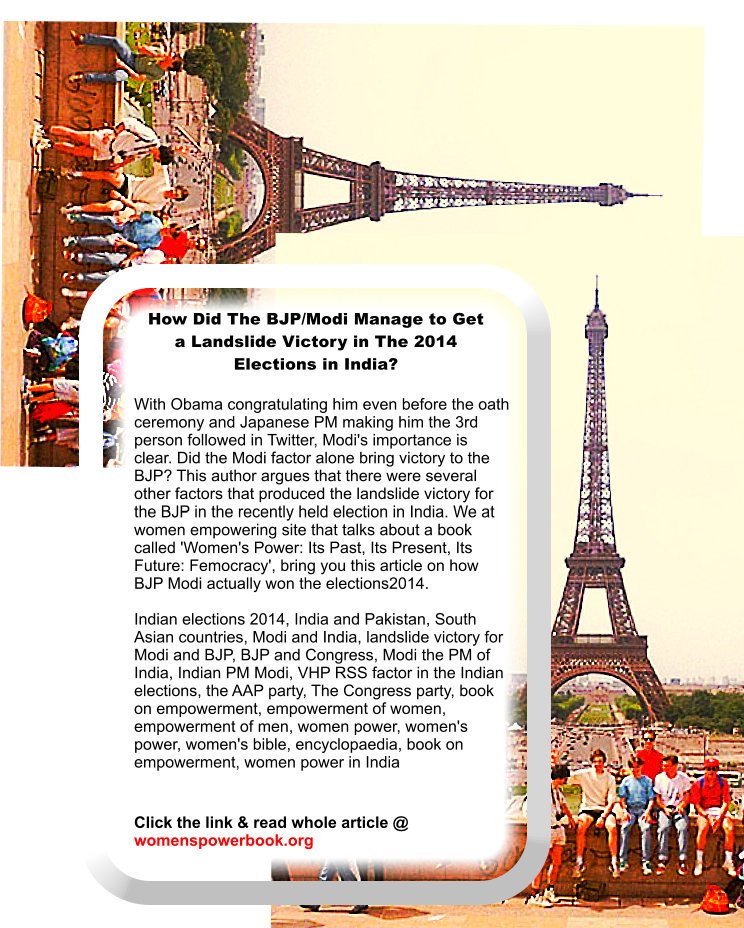 How Did The BJP/Modi Manage to Get
a Landslide Victory in The 2014
Elections in India?
With Obama congratulating him even before the oath
ceremony and Japanese PM making him the 3rd
person followed in Twitter, Modi's importance is
clear. Did the Modi factor alone bring victory to the
BJP? This author argues that there were several
other factors that produced the landslide victory for
the BJP in the recently held election in India. We at
women empowering site that talks about a book
called 'Women's Power: Its Past, Its Present, Its
Future: Femocracy', bring you this article on how
BJP Modi actually won the elections2014.
Indian elections 2014, India and Pakistan, South
Asian countries, Modi and India, landslide victory for
Modi and BJP, BJP and Congress, Modi the PM of
India, Indian PM Modi, VHP RSS factor in the Indian
elections, the AAP party, The Congress party, book
on empowerment, empowerment of women,
empowerment of men, women power, women's
power, women's bible, encyclopaedia, book on
empowerment, women power in India
Click the link & read whole article @
womenspowerbook.org